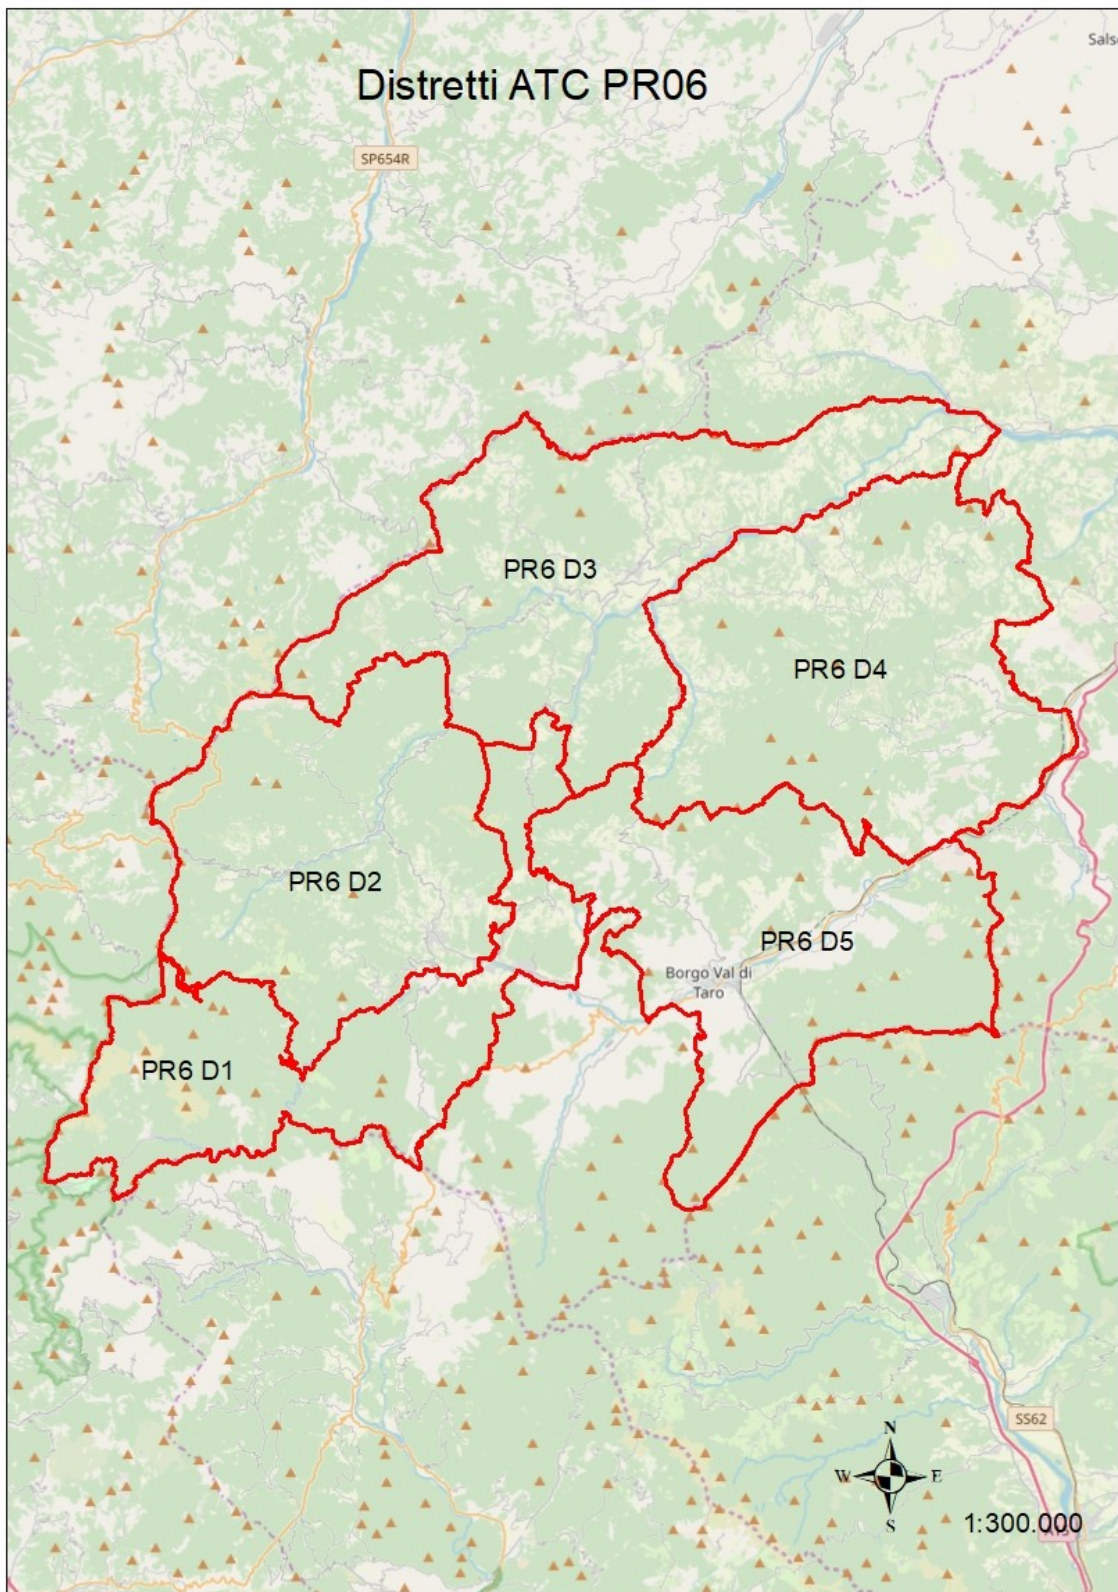 Distretti ATC PR06
SP654R
PR6 D3
PR6 D4
PR6 D2
PR6 D5
Borgo Val di
Taro
PR6 D1
SS62
N
W
E
S
1:300.000